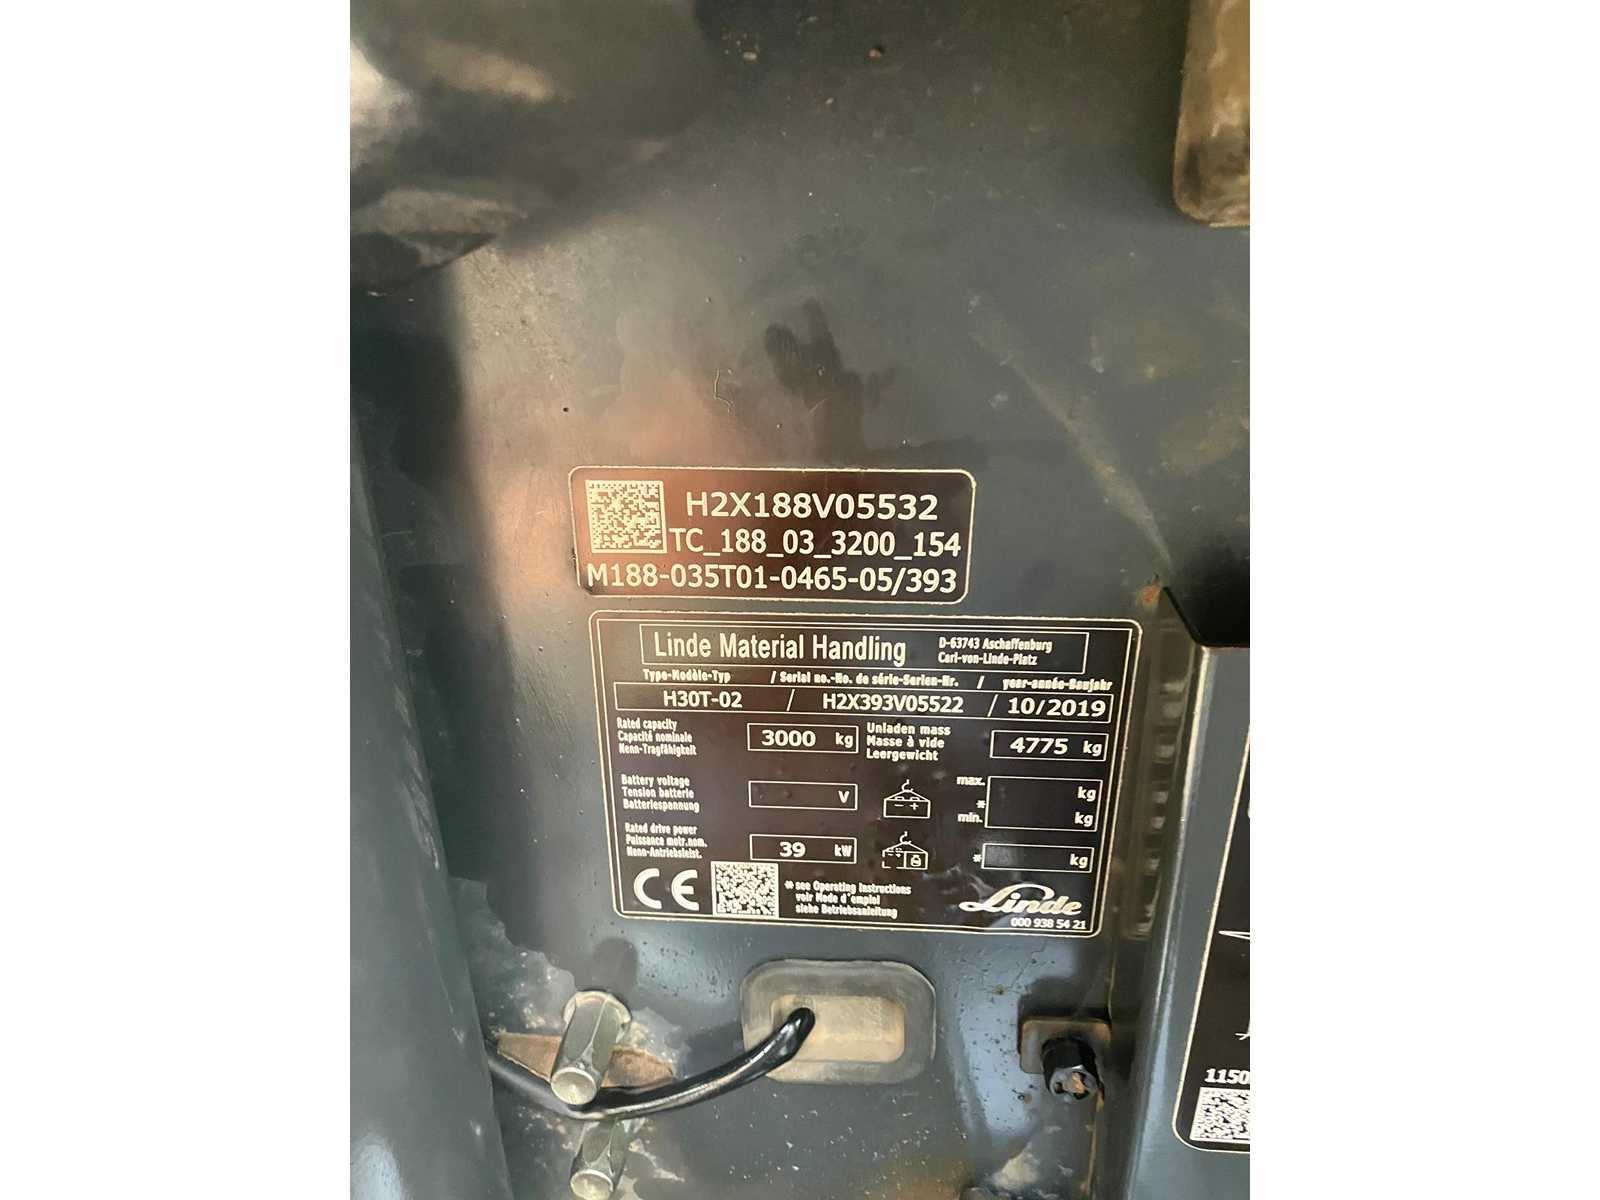 H2X188V05532
TC_188_03_3200_154
M188-035T01-0465-05/393
Linde Material Handling
D-63743 Aschaffenburg
Carl-von-Linde-Platz
Type-Modèle-Typ / Serial no.-No. de série-Serien-Nr. / year-année-Baujahr
H30T-02 / H2X393V05522 / 10/2019
Rated capacity
Capacité nominale
Nenn-Tragfähigkeit
3000 kg
Unladen mass
Masse à vide
Leergewicht
4775 kg
Battery voltage
Tension batterie
Batteriespannung
V
max. kg
*
min. kg
Rated drive power
Puissance motr.nom.
Nenn-Antriebsleist.
39 kW
* kg
CE
* see Operating Instructions
voir Mode d'emploi
siehe Betriebsanleitung
Linde
000 938 54 21